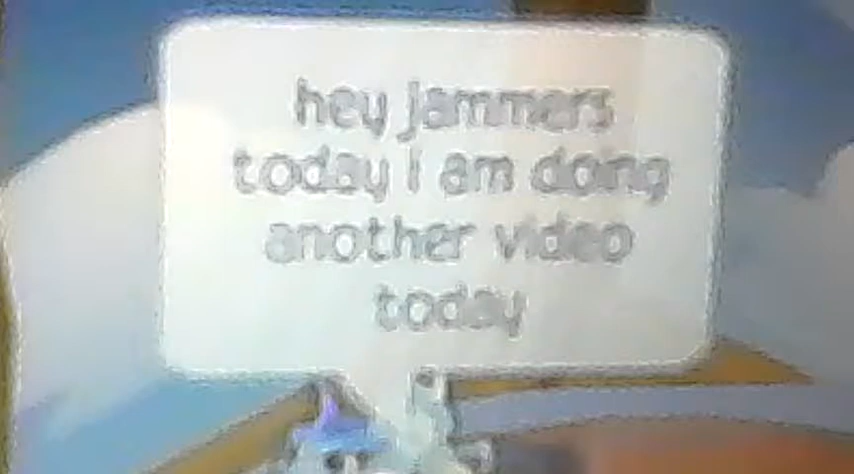 hey jammers
today I am doing
another video
today